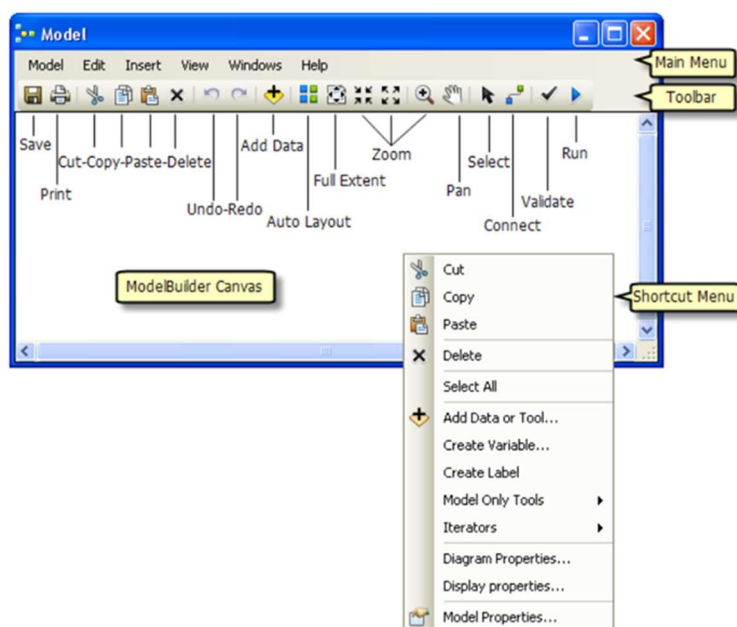 Model
Model Edit Insert View Windows Help
Main Menu
Toolbar
Save
Cut-Copy-Paste-Delete
Add Data
Zoom
Select
Run
Print
Full Extent
Pan
Undo-Redo
Validate
Auto Layout
Connect
ModelBuilder Canvas
Shortcut Menu
Cut
Copy
Paste
Delete
Select All
Add Data or Tool...
Create Variable...
Create Label
Model Only Tools
Iterators
Diagram Properties...
Display properties...
Model Properties...